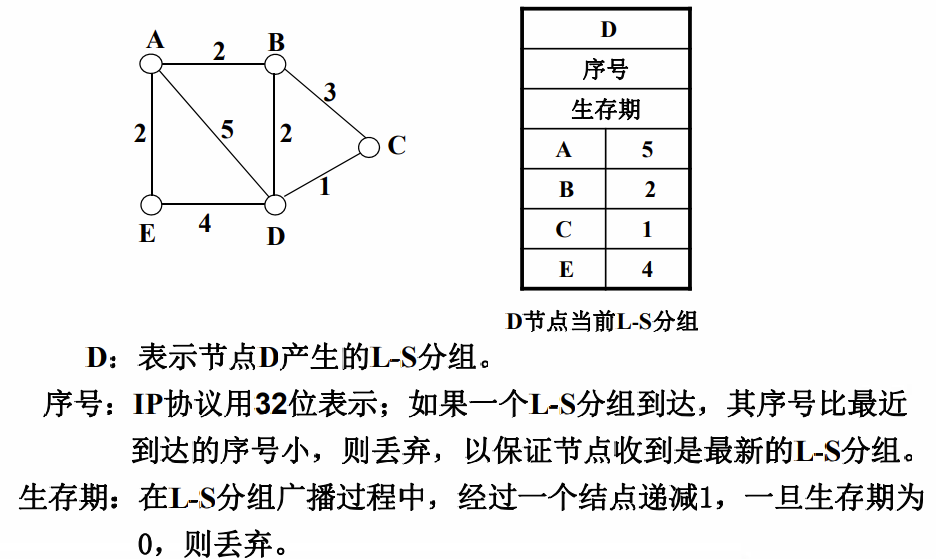 A
2
B
3
2
5
2
C
1
E
4
D
D
序号
生存期
A 5
B 2
C 1
E 4
D节点当前L-S分组
D：表示节点D产生的L-S分组。
序号：IP协议用32位表示；如果一个L-S分组到达，其序号比最近
到达的序号小，则丢弃，以保证节点收到是最新的L-S分组。
生存期：在L-S分组广播过程中，经过一个结点递减1，一旦生存期为
0，则丢弃。